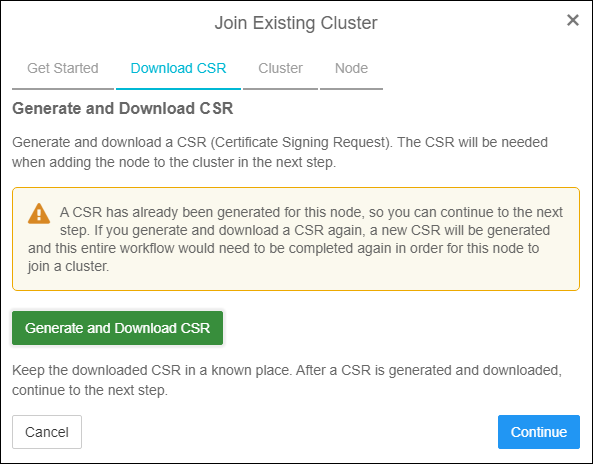 Join Existing Cluster ×
Get Started Download CSR Cluster Node
Generate and Download CSR
Generate and download a CSR (Certificate Signing Request). The CSR will be needed
when adding the node to the cluster in the next step.
A CSR has already been generated for this node, so you can continue to the next
step. If you generate and download a CSR again, a new CSR will be generated
and this entire workflow would need to be completed again in order for this node to
join a cluster.
Generate and Download CSR
Keep the downloaded CSR in a known place. After a CSR is generated and downloaded,
continue to the next step.
Cancel Continue